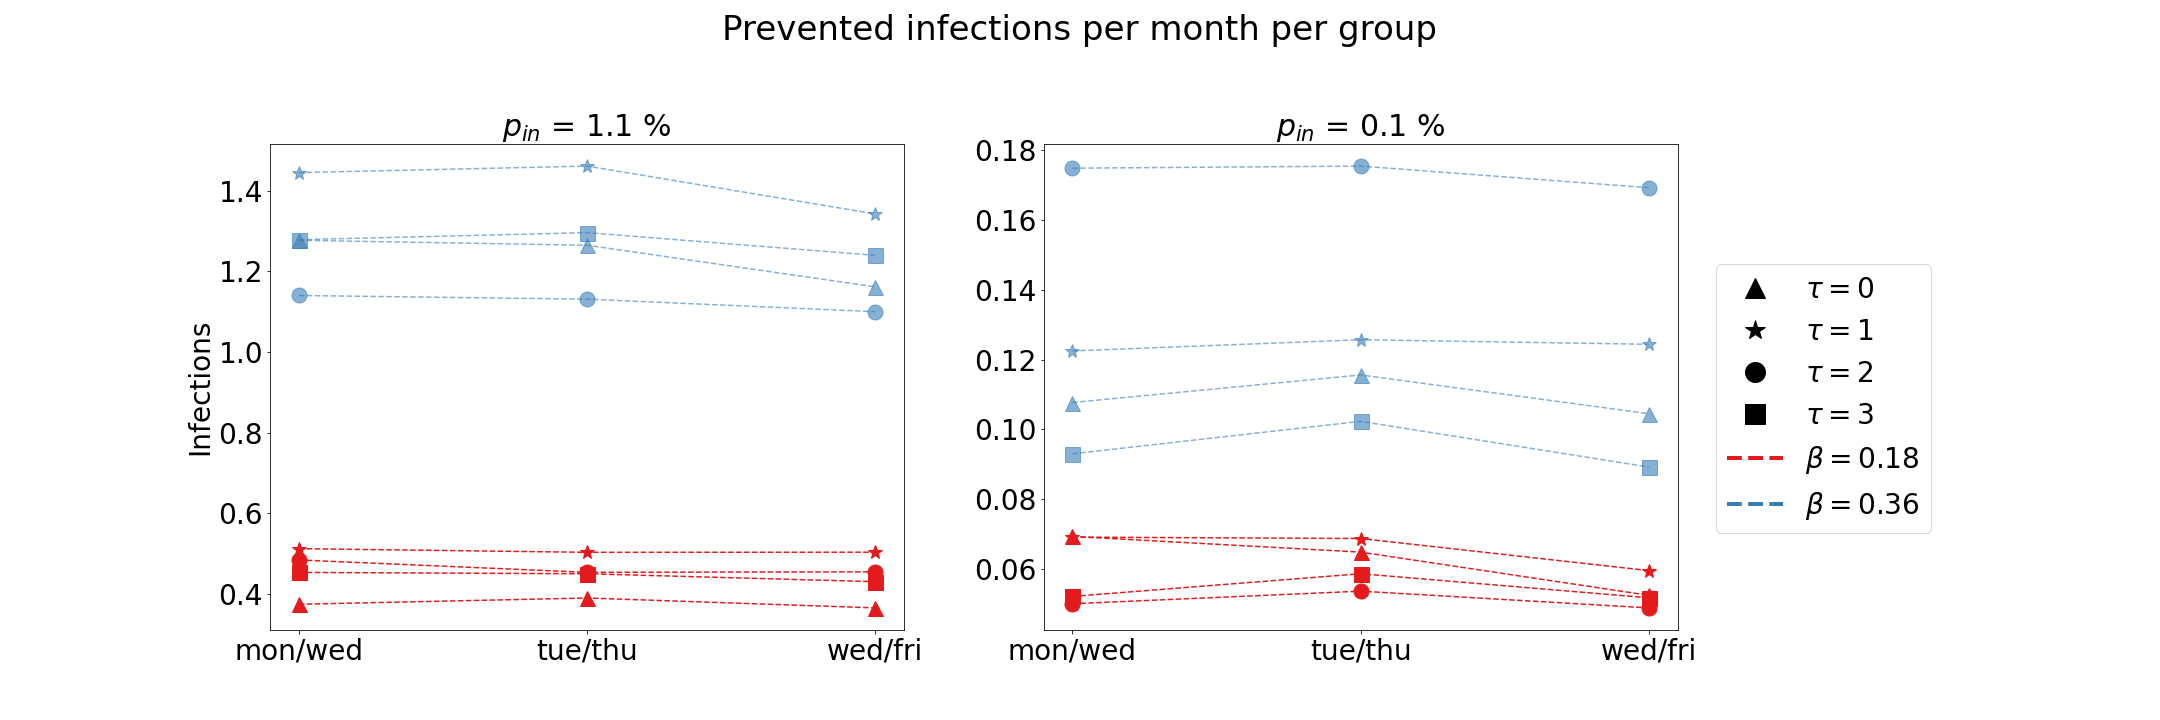 Prevented infections per month per group
p_in = 1.1 %
Infections
1.4
1.2
1.0
0.8
0.6
0.4
mon/wed tue/thu wed/fri
p_in = 0.1 %
0.18
0.16
0.14
0.12
0.10
0.08
0.06
mon/wed tue/thu wed/fri
τ = 0
τ = 1
τ = 2
τ = 3
β = 0.18
β = 0.36